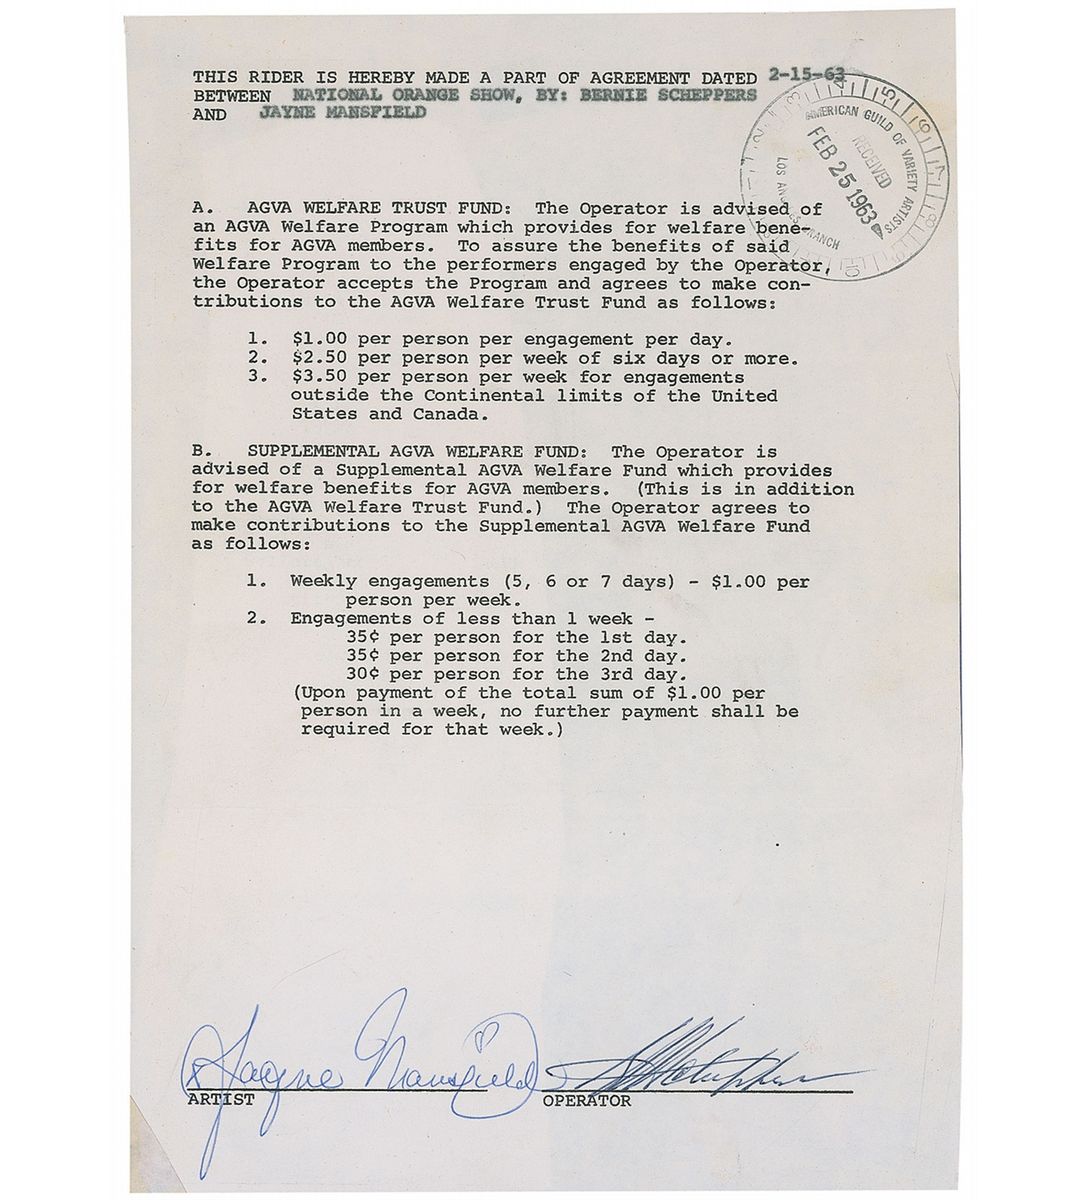 THIS RIDER IS HEREBY MADE A PART OF AGREEMENT DATED 2-15-63
BETWEEN NATIONAL ORANGE SHOW, BY: BERNIE SCHEPPERS
AND JAYNE MANSFIELD
AMERICAN GUILD OF VARIETY ARTISTS
RECEIVED
FEB 25 1963
LOS ANGELES BRANCH
A. AGVA WELFARE TRUST FUND: The Operator is advised of
an AGVA Welfare Program which provides for welfare bene-
fits for AGVA members. To assure the benefits of said
Welfare Program to the performers engaged by the Operator,
the Operator accepts the Program and agrees to make con-
tributions to the AGVA Welfare Trust Fund as follows:
1. $1.00 per person per engagement per day.
2. $2.50 per person per week of six days or more.
3. $3.50 per person per week for engagements
outside the Continental limits of the United
States and Canada.
B. SUPPLEMENTAL AGVA WELFARE FUND: The Operator is
advised of a Supplemental AGVA Welfare Fund which provides
for welfare benefits for AGVA members. (This is in addition
to the AGVA Welfare Trust Fund.) The Operator agrees to
make contributions to the Supplemental AGVA Welfare Fund
as follows:
1. Weekly engagements (5, 6 or 7 days) - $1.00 per
person per week.
2. Engagements of less than 1 week -
35¢ per person for the 1st day.
35¢ per person for the 2nd day.
30¢ per person for the 3rd day.
(Upon payment of the total sum of $1.00 per
person in a week, no further payment shall be
required for that week.)
Jayne Mansfield
ARTIST OPERATOR